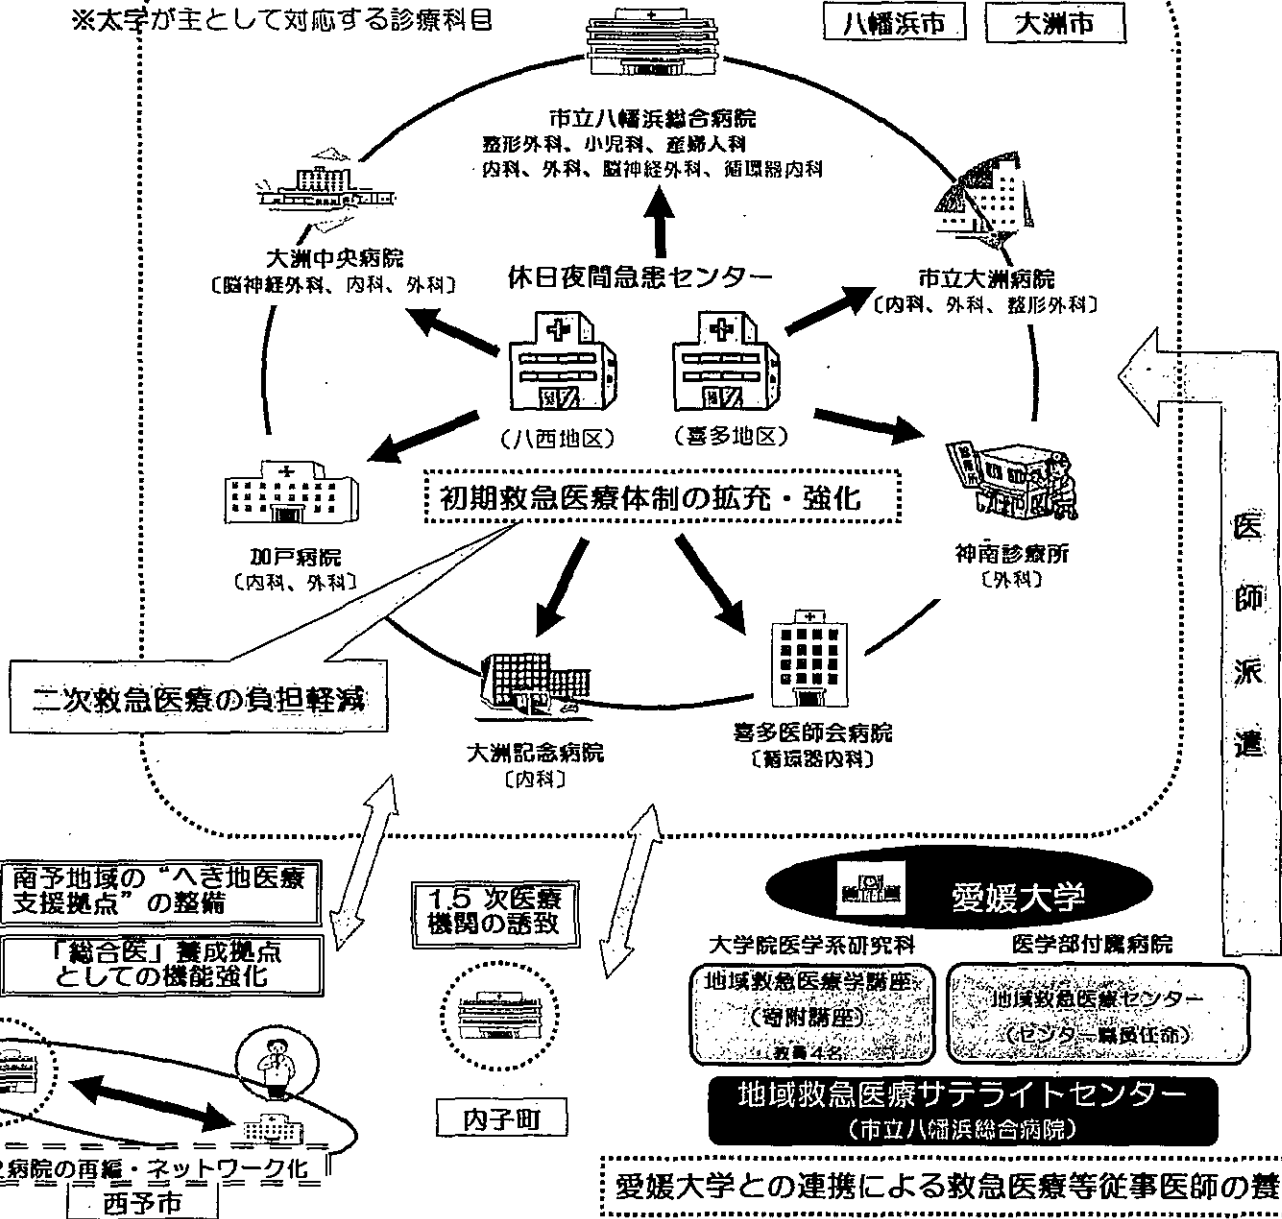 ※大学が主として対応する診療科目
八幡浜市
大洲市
市立八幡浜総合病院
整形外科、小児科、産婦人科
内科、外科、脳神経外科、循環器内科
大洲中央病院
〔脳神経外科、内科、外科〕
休日夜間急患センター
市立大洲病院
〔内科、外科、整形外科〕
（八西地区）
（喜多地区）
初期救急医療体制の拡充・強化
加戸病院
〔内科、外科〕
神南診療所
〔外科〕
医師派遣
二次救急医療の負担軽減
大洲記念病院
〔内科〕
喜多医師会病院
〔循環器内科〕
南予地域の“へき地医療
支援拠点”の整備
「総合医」養成拠点
としての機能強化
1.5 次医療
機関の誘致
愛媛大学
大学院医学系研究科
医学部付属病院
地域救急医療学講座
（寄附講座）
教員４名
地域救急医療センター
（センター職員任命）
地域救急医療サテライトセンター
（市立八幡浜総合病院）
内子町
病院の再編・ネットワーク化
西予市
愛媛大学との連携による救急医療等従事医師の養